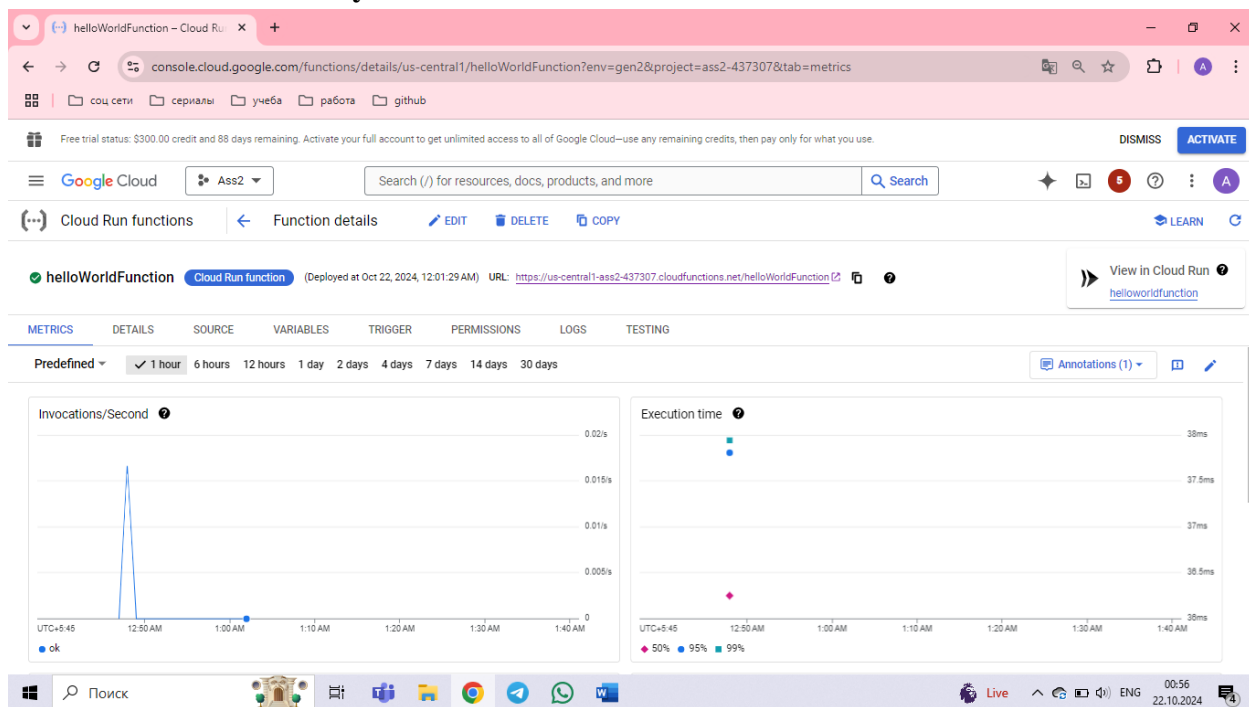 helloWorldFunction – Cloud Ru
console.cloud.google.com/functions/details/us-central1/helloWorldFunction?env=gen2&project=ass2-437307&tab=metrics
A
соц сети сериалы учеба работа github
Free trial status: $300.00 credit and 88 days remaining. Activate your full account to get unlimited access to all of Google Cloud—use any remaining credits, then pay only for what you use.
DISMISS ACTIVATE
Google Cloud Ass2 Search (/) for resources, docs, products, and more Search 5 A
Cloud Run functions Function details EDIT DELETE COPY LEARN
helloWorldFunction Cloud Run function (Deployed at Oct 22, 2024, 12:01:29 AM) URL: https://us-central1-ass2-437307.cloudfunctions.net/helloWorldFunction
View in Cloud Run
helloworldfunction
METRICS DETAILS SOURCE VARIABLES TRIGGER PERMISSIONS LOGS TESTING
Predefined 1 hour 6 hours 12 hours 1 day 2 days 4 days 7 days 14 days 30 days Annotations (1)
Invocations/Second
0.02/s
0.015/s
0.01/s
0.005/s
0
UTC+5:45 12:50 AM 1:00 AM 1:10 AM 1:20 AM 1:30 AM 1:40 AM
ok
Execution time
38ms
37.5ms
37ms
36.5ms
36ms
UTC+5:45 12:50 AM 1:00 AM 1:10 AM 1:20 AM 1:30 AM 1:40 AM
50% 95% 99%
Поиск
Live ENG 00:56
22.10.2024
4